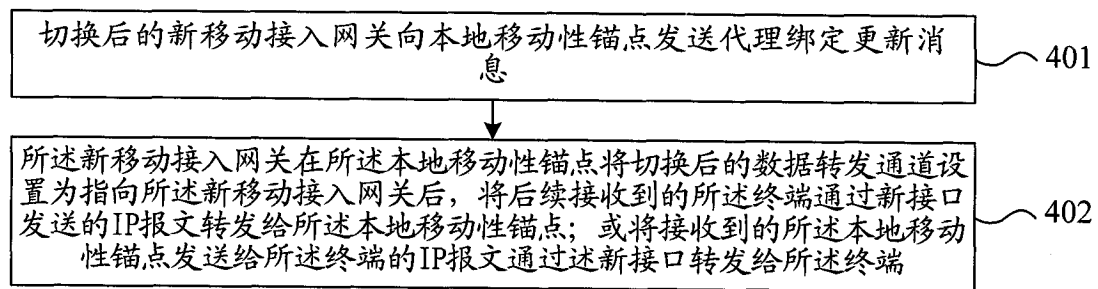 切换后的新移动接入网关向本地移动性锚点发送代理绑定更新消
息
401
所述新移动接入网关在所述本地移动性锚点将切换后的数据转发通道设
置为指向所述新移动接入网关后，将后续接收到的所述终端通过新接口
发送的IP报文转发给所述本地移动性锚点；或将接收到的所述本地移动
性锚点发送给所述终端的IP报文通过述新接口转发给所述终端
402